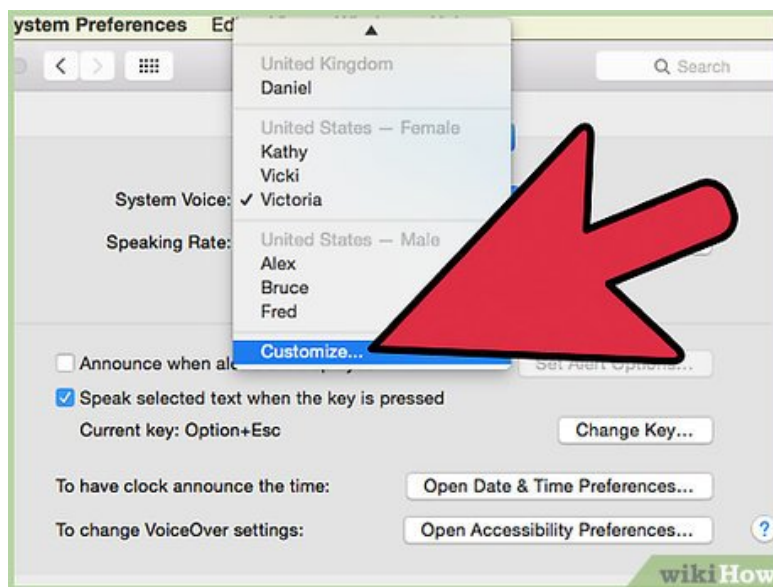 ystem Preferences
Search
United Kingdom
Daniel
United States — Female
Kathy
Vicki
System Voice: ✓ Victoria
Speaking Rate: United States — Male
Alex
Bruce
Fred
Customize...
Announce when
Set Alert Options...
Speak selected text when the key is pressed
Current key: Option+Esc
Change Key...
To have clock announce the time: Open Date & Time Preferences...
To change VoiceOver settings: Open Accessibility Preferences...
?
wikiHow